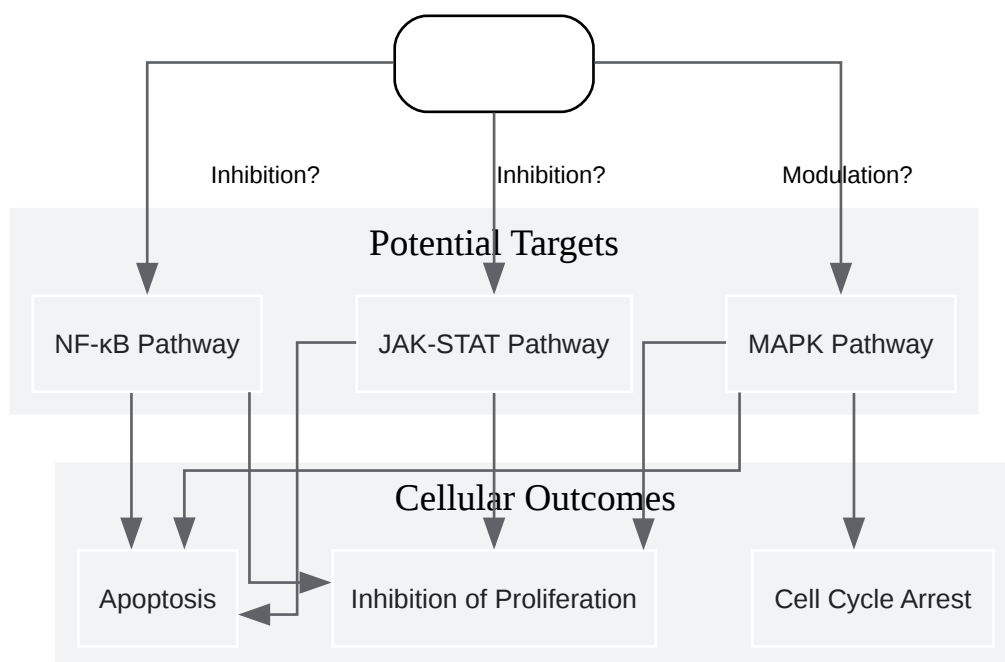 Inhibition?
Inhibition?
Modulation?
Potential Targets
NF-κB Pathway
JAK-STAT Pathway
MAPK Pathway
Cellular Outcomes
Apoptosis
Inhibition of Proliferation
Cell Cycle Arrest